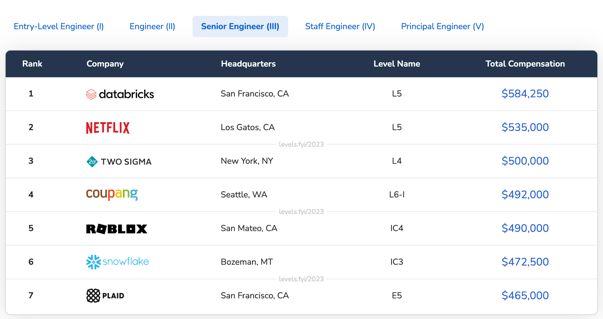 Entry-Level Engineer (I) Engineer (II) Senior Engineer (III) Staff Engineer (IV) Principal Engineer (V)
Rank Company Headquarters Level Name Total Compensation
1 databricks San Francisco, CA L5 $584,250
2 NETFLIX Los Gatos, CA L5 $535,000
levels.fyi/2023
3 TWO SIGMA New York, NY L4 $500,000
4 coupang Seattle, WA L6-I $492,000
levels.fyi/2023
5 ROBLOX San Mateo, CA IC4 $490,000
6 snowflake Bozeman, MT IC3 $472,500
levels.fyi/2023
7 PLAID San Francisco, CA E5 $465,000